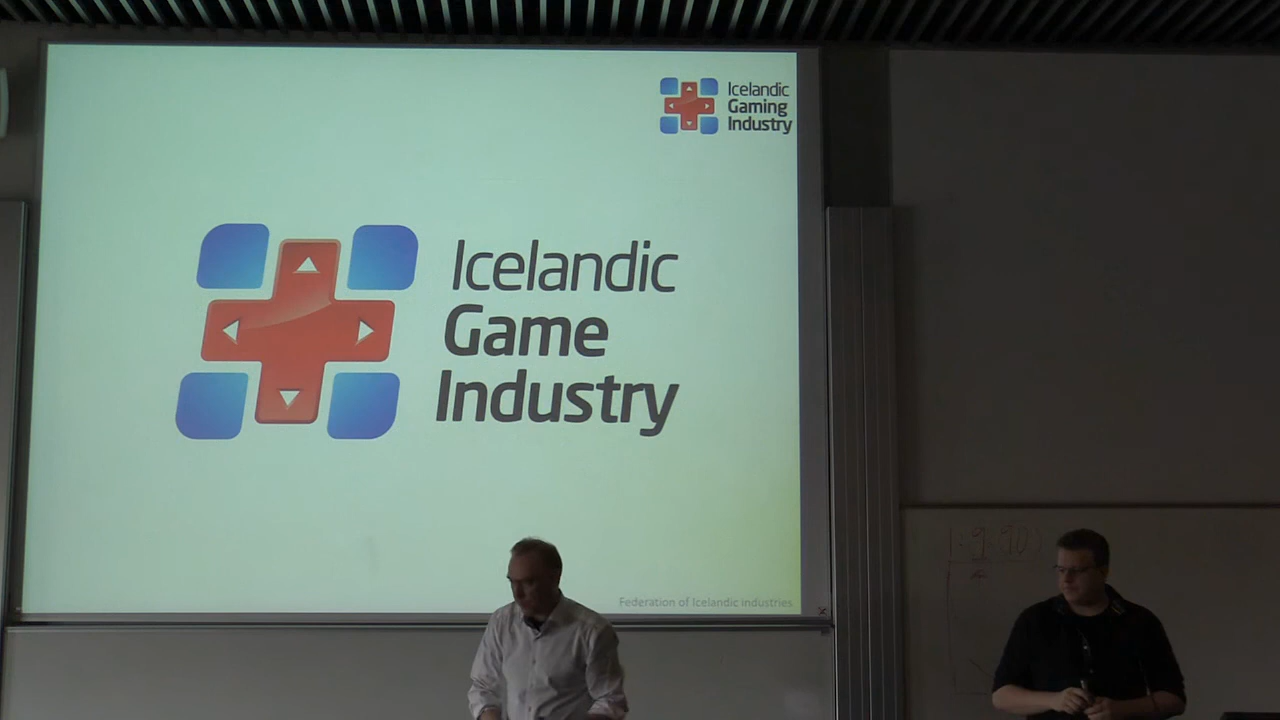 Icelandic
Gaming
Industry
Icelandic
Game
Industry
Federation of Icelandic industries